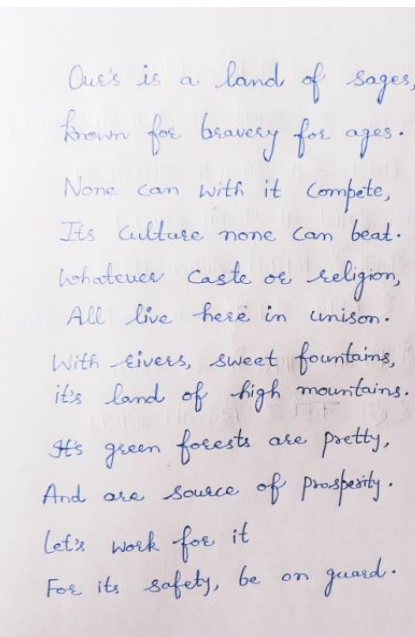 Our's is a land of sages,
known for bravery for ages.
None can with it compete,
Its culture none can beat.
Whatever caste or religion,
All live here in unison.
With rivers, sweet fountains,
it's land of high mountains.
It's green forests are pretty,
And are source of prosperity.
Let's work for it
For its safety, be on guard.